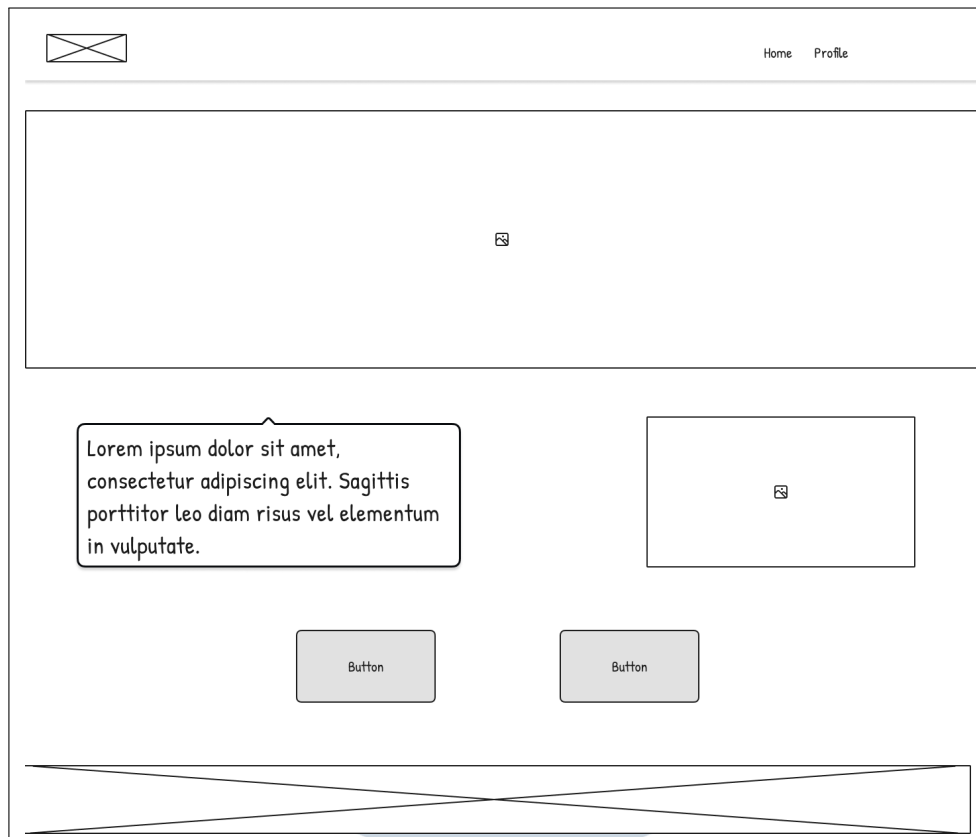 Home Profile
Lorem ipsum dolor sit amet,
consectetur adipiscing elit. Sagittis
porttitor leo diam risus vel elementum
in vulputate.
Button Button